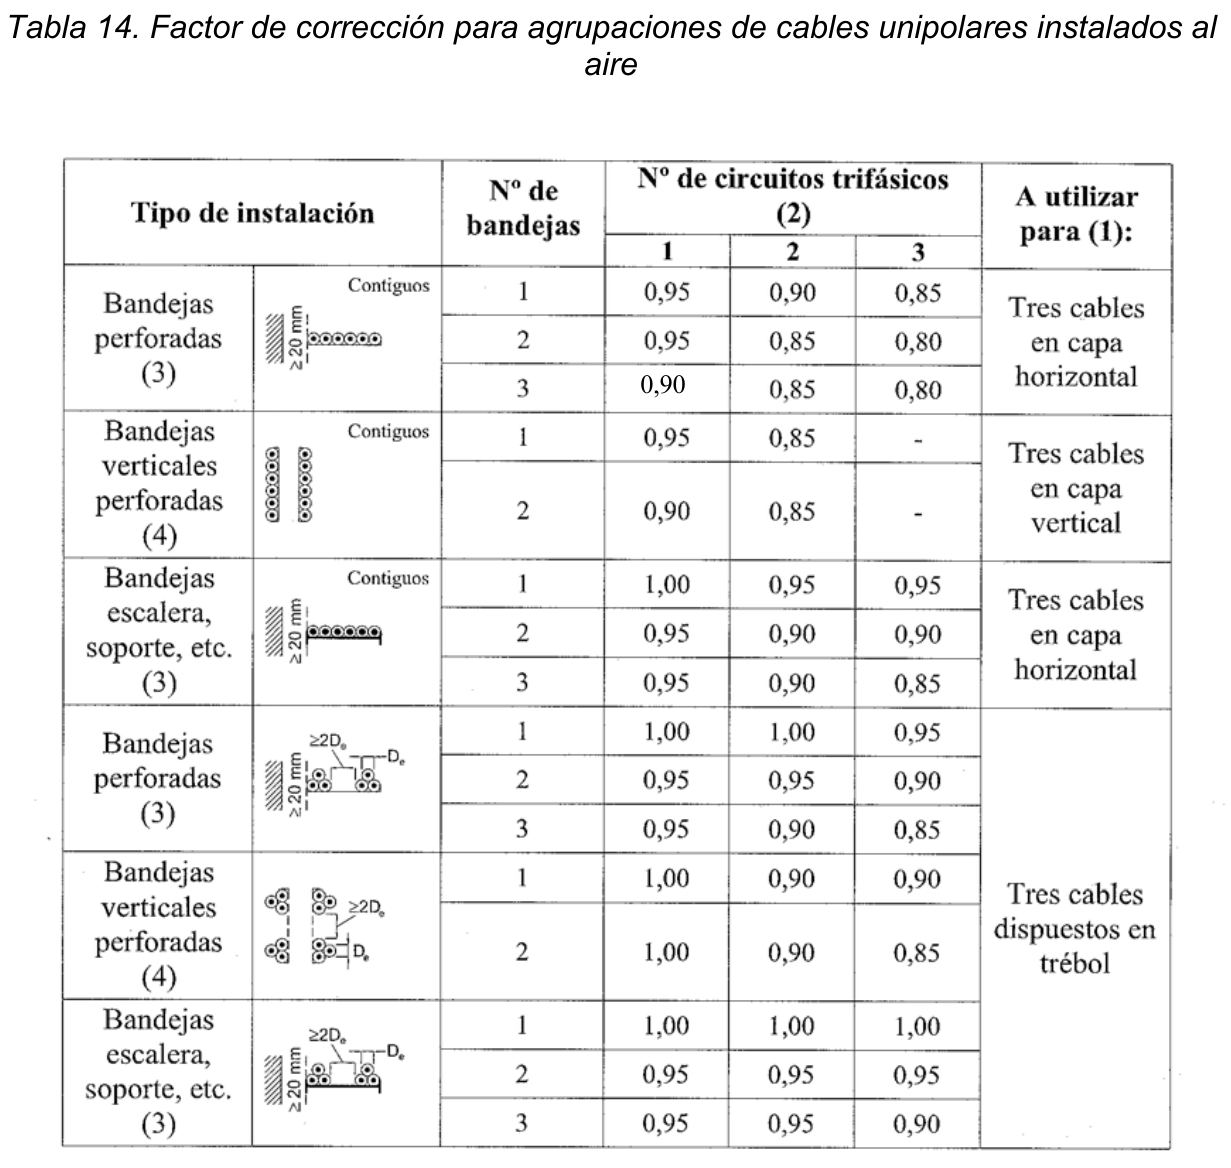 Tabla 14. Factor de corrección para agrupaciones de cables unipolares instalados al
aire
Tipo de instalación
Nº de
bandejas
Nº de circuitos trifásicos
(2)
1 2 3
A utilizar
para (1):
Bandejas
perforadas
(3)
Contiguos
≥20 mm
1 0,95 0,90 0,85
2 0,95 0,85 0,80
3 0,90 0,85 0,80
Tres cables
en capa
horizontal
Bandejas
verticales
perforadas
(4)
Contiguos
1 0,95 0,85 -
2 0,90 0,85 -
Tres cables
en capa
vertical
Bandejas
escalera,
soporte, etc.
(3)
Contiguos
≥20 mm
1 1,00 0,95 0,95
2 0,95 0,90 0,90
3 0,95 0,90 0,85
Tres cables
en capa
horizontal
Bandejas
perforadas
(3)
≥2De
De
≥20 mm
1 1,00 1,00 0,95
2 0,95 0,95 0,90
3 0,95 0,90 0,85
Bandejas
verticales
perforadas
(4)
≥2De
De
1 1,00 0,90 0,90
2 1,00 0,90 0,85
Tres cables
dispuestos en
trébol
Bandejas
escalera,
soporte, etc.
(3)
≥2De
De
≥20 mm
1 1,00 1,00 1,00
2 0,95 0,95 0,95
3 0,95 0,95 0,90